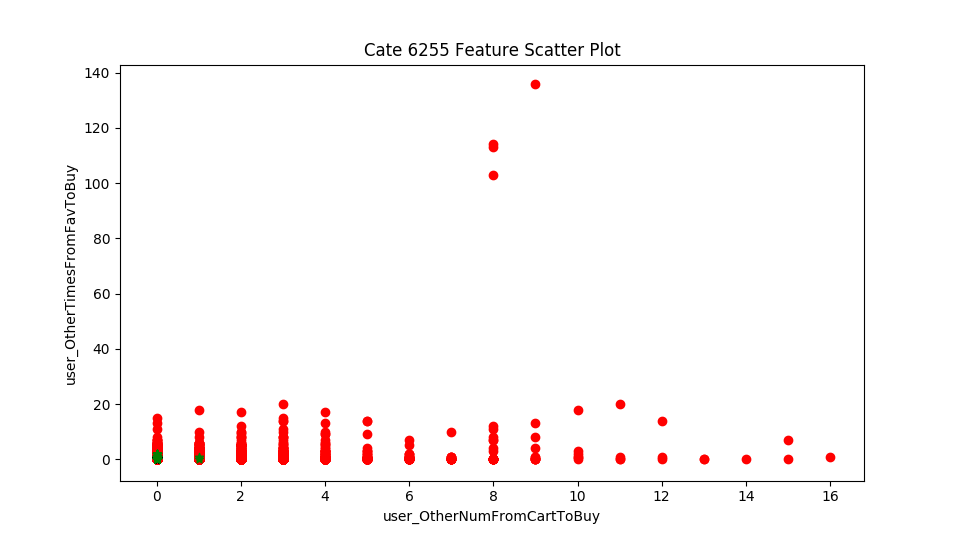 Cate 6255 Feature Scatter Plot
140
120
100
80
60
40
20
0
user_OtherTimesFromFavToBuy
0 2 4 6 8 10 12 14 16
user_OtherNumFromCartToBuy